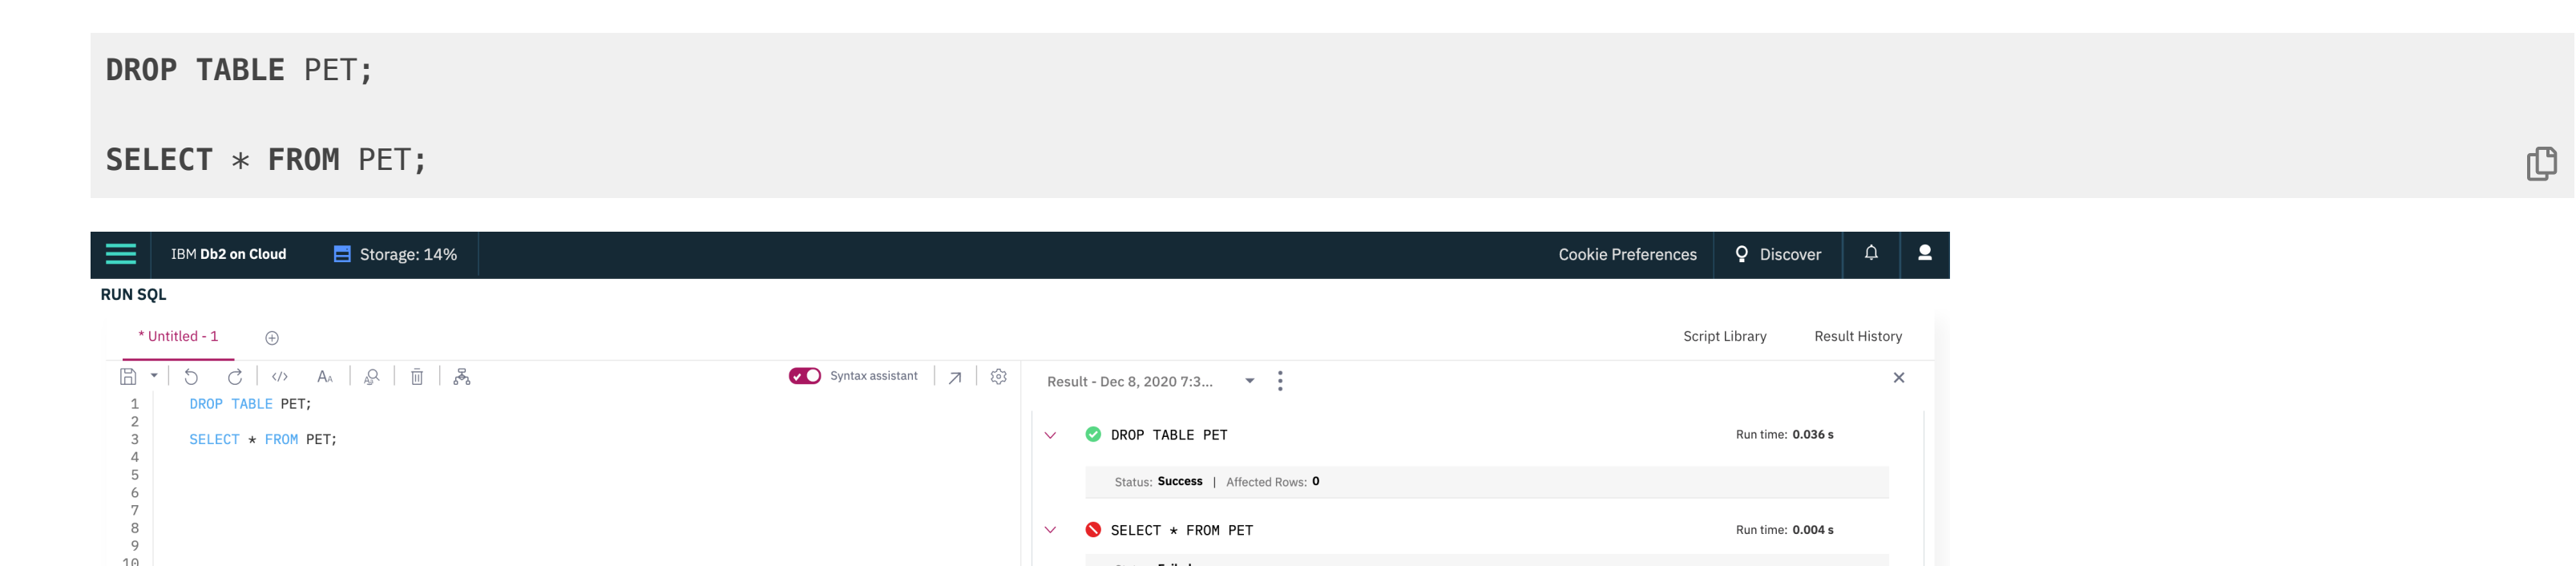 DROP TABLE PET;
SELECT * FROM PET;
IBM Db2 on Cloud Storage: 14% Cookie Preferences Discover
RUN SQL
* Untitled - 1 Script Library Result History
Syntax assistant Result - Dec 8, 2020 7:3...
1 DROP TABLE PET;
2
3 SELECT * FROM PET;
4
5
6
7
8
9
10
DROP TABLE PET Run time: 0.036 s
Status: Success | Affected Rows: 0
SELECT * FROM PET Run time: 0.004 s